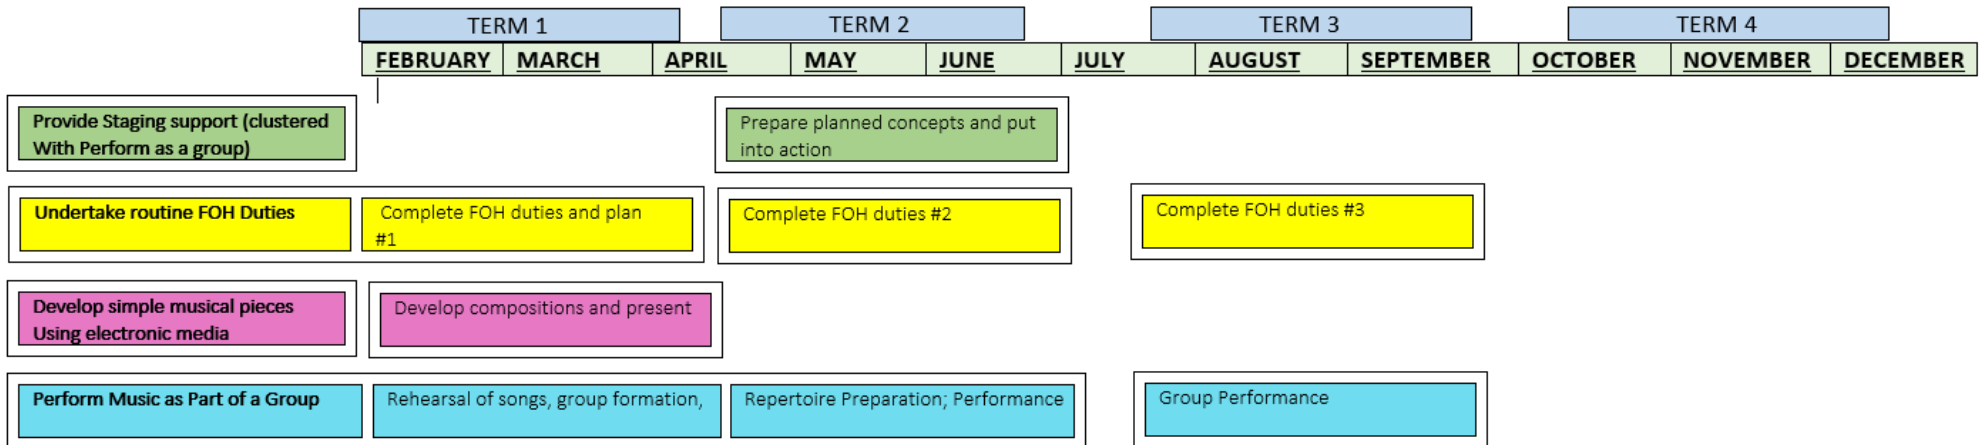 TERM 1
TERM 2
TERM 3
TERM 4
FEBRUARY
MARCH
APRIL
MAY
JUNE
JULY
AUGUST
SEPTEMBER
OCTOBER
NOVEMBER
DECEMBER
Provide Staging support (clustered
With Perform as a group)
Prepare planned concepts and put
into action
Undertake routine FOH Duties
Complete FOH duties and plan
#1
Complete FOH duties #2
Complete FOH duties #3
Develop simple musical pieces
Using electronic media
Develop compositions and present
Perform Music as Part of a Group
Rehearsal of songs, group formation,
Repertoire Preparation; Performance
Group Performance